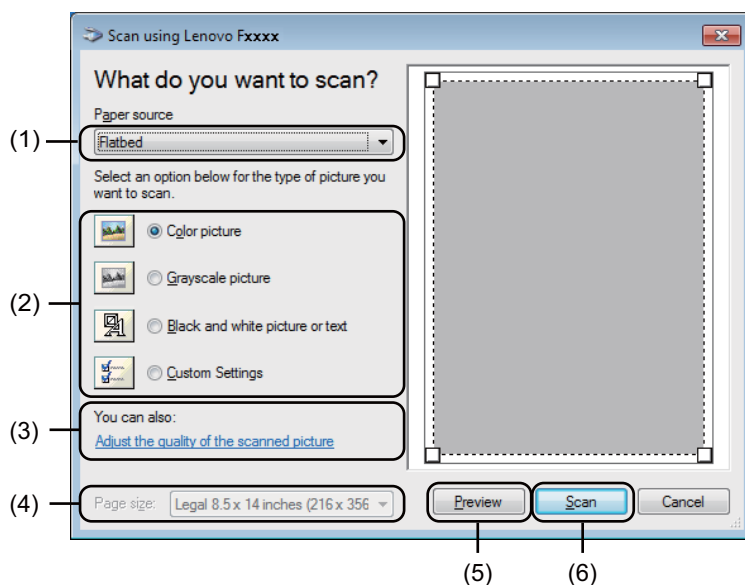 Scan using Lenovo Fxxxx
What do you want to scan?
Paper source
(1)
Flatbed
Select an option below for the type of picture you
want to scan.
(2)
Color picture
Grayscale picture
Black and white picture or text
Custom Settings
(3)
You can also:
Adjust the quality of the scanned picture
(4)
Page size:
Legal 8.5 x 14 inches (216 x 356
Preview
Scan
Cancel
(5)
(6)